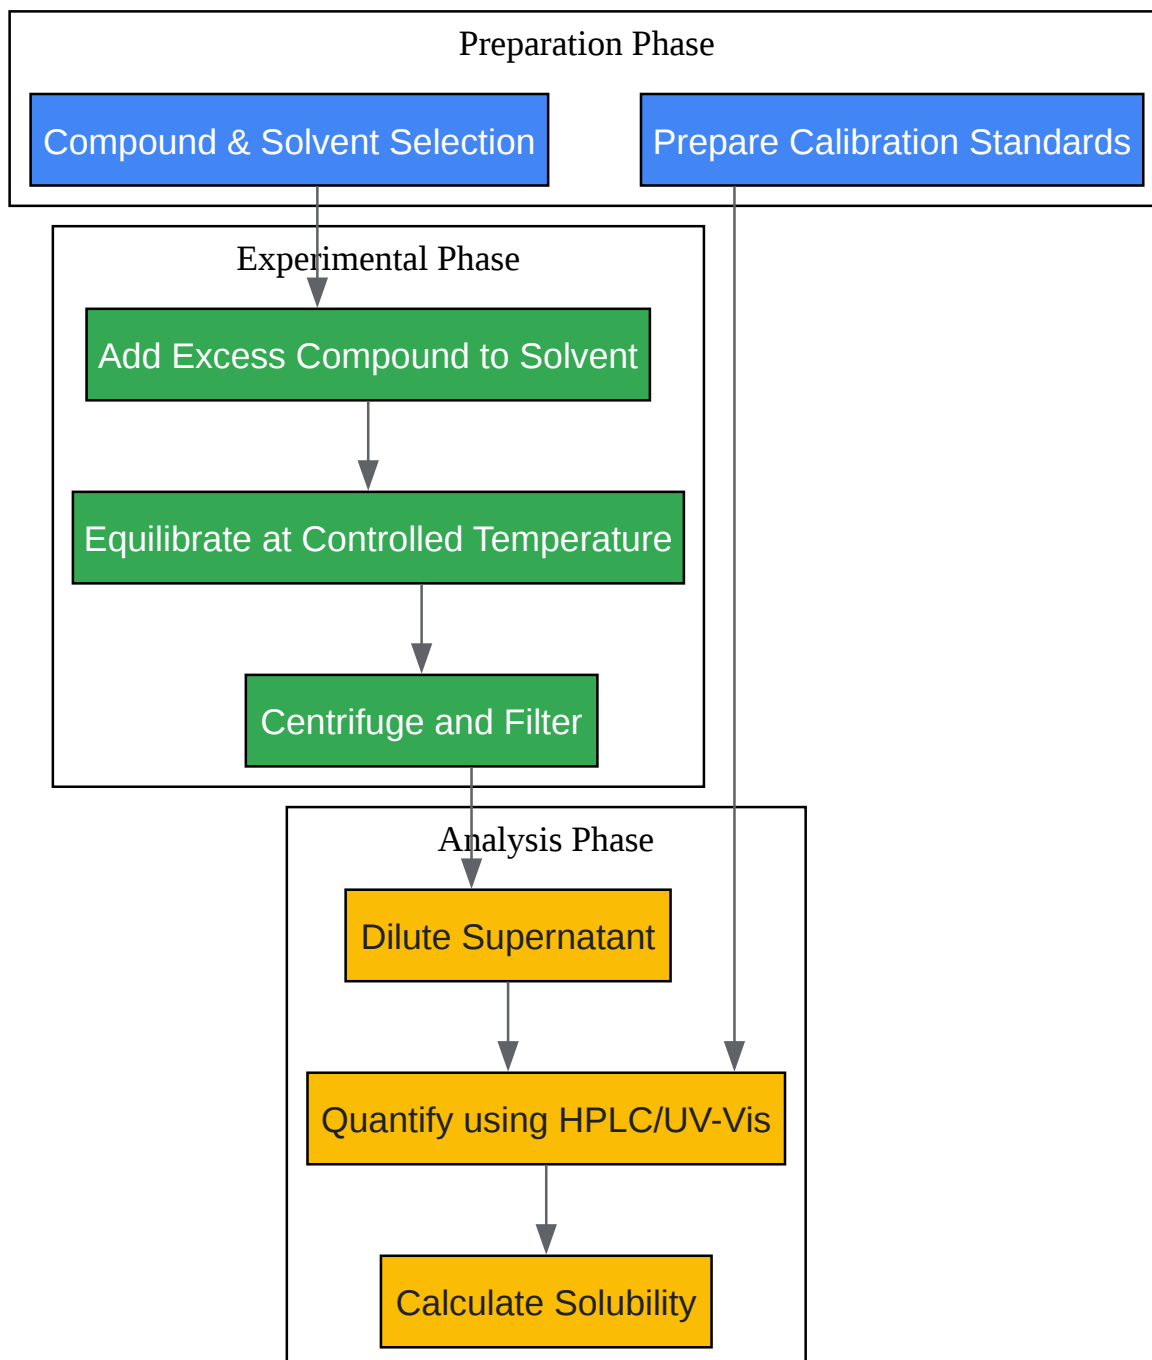 Preparation Phase
Compound & Solvent Selection
Prepare Calibration Standards
Experimental Phase
Add Excess Compound to Solvent
Equilibrate at Controlled Temperature
Centrifuge and Filter
Analysis Phase
Dilute Supernatant
Quantify using HPLC/UV-Vis
Calculate Solubility